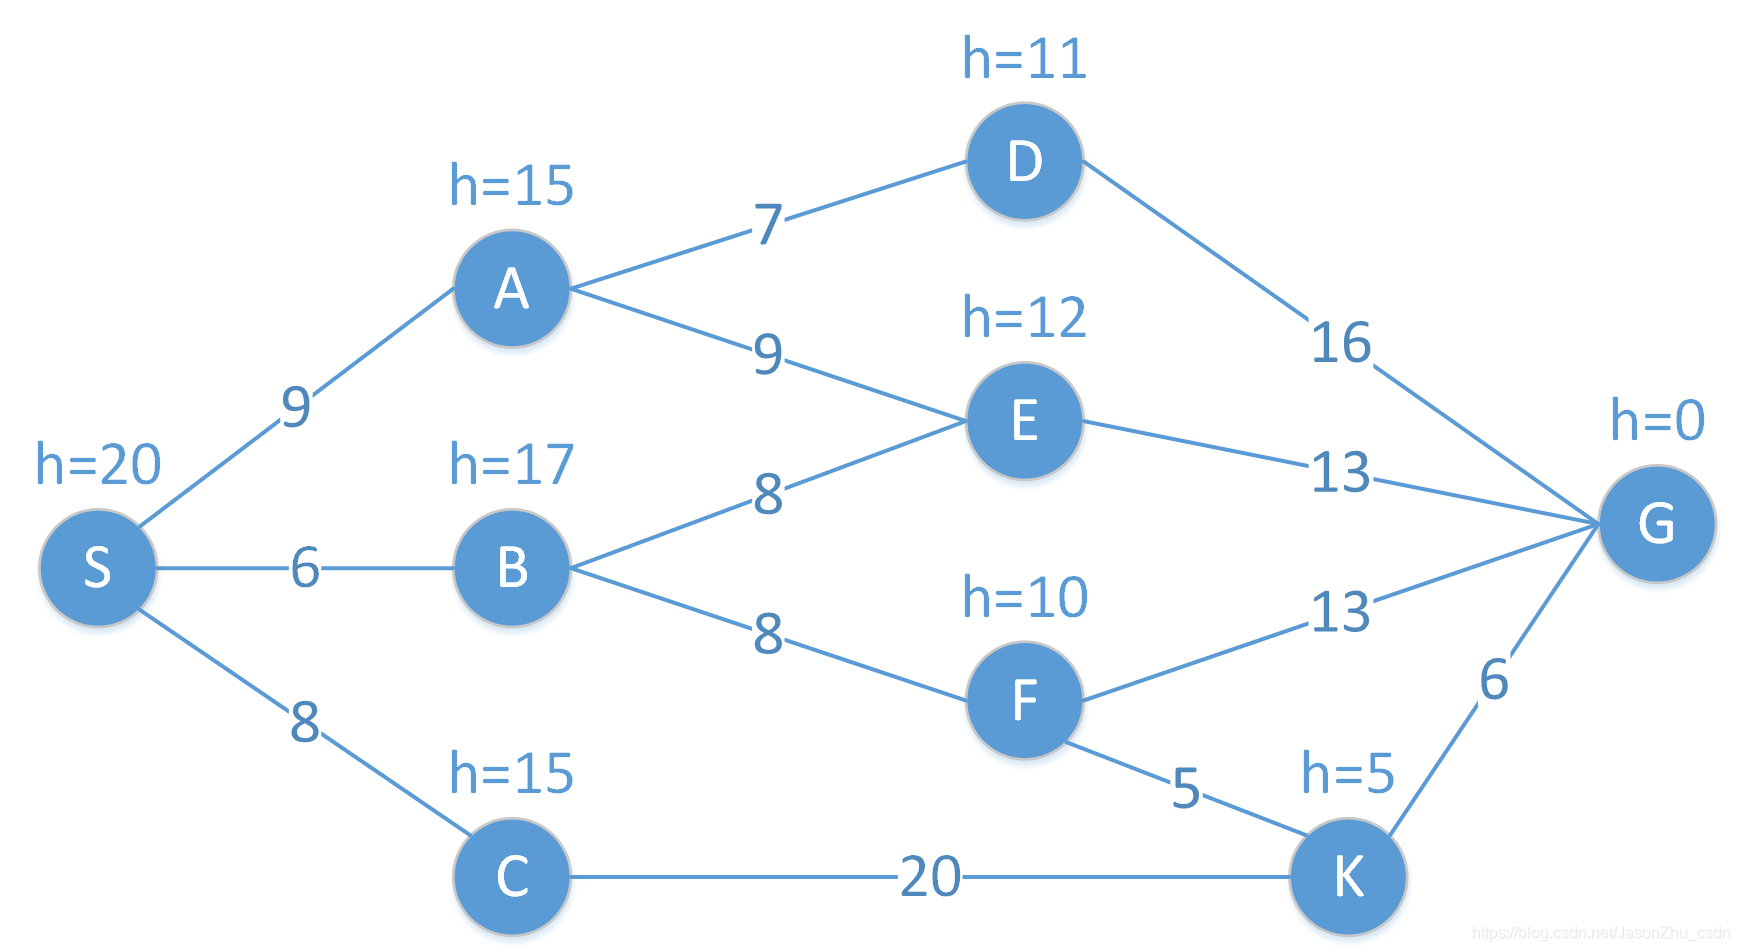 h=11
D
h=15
7
A
h=12
9
16
E
9
h=0
h=20
h=17
13
8
G
S
6
B
h=10
13
8
6
F
8
h=15
5
h=5
C
20
K
https://blog.csdn.net/JasonZhu_csdn